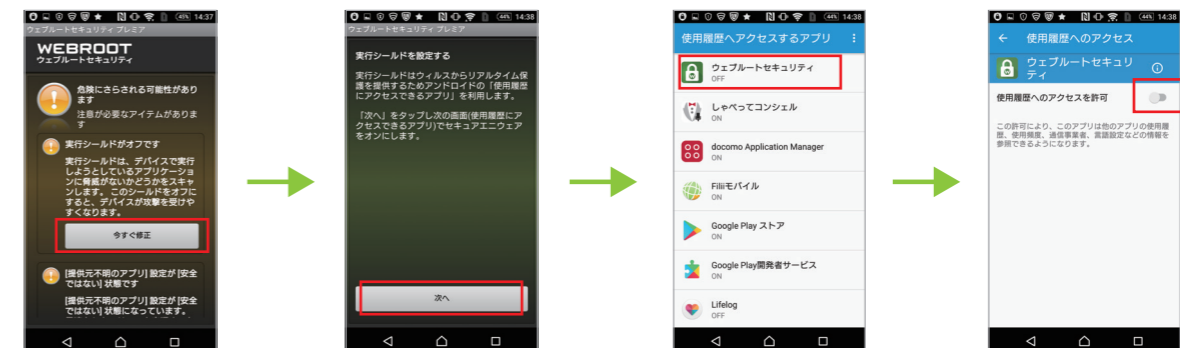 45% 14:37
ウェブルートセキュリティ プレミア
WEBROOT
ウェブルートセキュリティ
危険にさらされる可能性があり
ます
注意が必要なアイテムがありま
す
実行シールドがオフです
実行シールドは、デバイスで実行
しようとしているアプリケーショ
ンに脅威がないかどうかをスキャ
ンします。このシールドをオフに
すると、デバイスが攻撃を受けや
すくなります。
今すぐ修正
[提供元不明のアプリ] 設定が [安全
ではない] 状態です
[提供元不明のアプリ] 設定が [安全
ではない] 状態になっています。
44% 14:38
ウェブルートセキュリティ プレミア
実行シールドを設定する
実行シールドはウィルスからリアルタイム保
護を提供するためアンドロイドの「使用履歴
にアクセスできるアプリ」を利用します。
「次へ」をタップし次の画面(使用履歴にア
クセスできるアプリ)でセキュアエニウェア
をオンにします。
次へ
44% 14:38
使用履歴へアクセスするアプリ
ウェブルートセキュリティ
OFF
しゃべってコンシェル
ON
docomo Application Manager
ON
Filiiモバイル
ON
Google Play ストア
ON
Google Play開発者サービス
ON
Lifelog
OFF
44% 14:38
使用履歴へのアクセス
ウェブルートセキュリ
ティ
使用履歴へのアクセスを許可
この許可により、このアプリは他のアプリの使用履
歴、使用頻度、通信事業者、言語設定などの情報を
参照できるようになります。